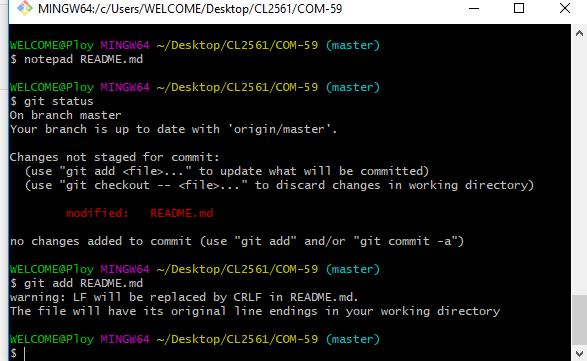 MINGW64:/c/Users/WELCOME/Desktop/CL2561/COM-59
WELCOME@Ploy MINGW64 ~/Desktop/CL2561/COM-59 (master)
$ notepad README.md
WELCOME@Ploy MINGW64 ~/Desktop/CL2561/COM-59 (master)
$ git status
On branch master
Your branch is up to date with 'origin/master'.
Changes not staged for commit:
(use "git add <file>..." to update what will be committed)
(use "git checkout -- <file>..." to discard changes in working directory)
modified: README.md
no changes added to commit (use "git add" and/or "git commit -a")
WELCOME@Ploy MINGW64 ~/Desktop/CL2561/COM-59 (master)
$ git add README.md
warning: LF will be replaced by CRLF in README.md.
The file will have its original line endings in your working directory
WELCOME@Ploy MINGW64 ~/Desktop/CL2561/COM-59 (master)
$